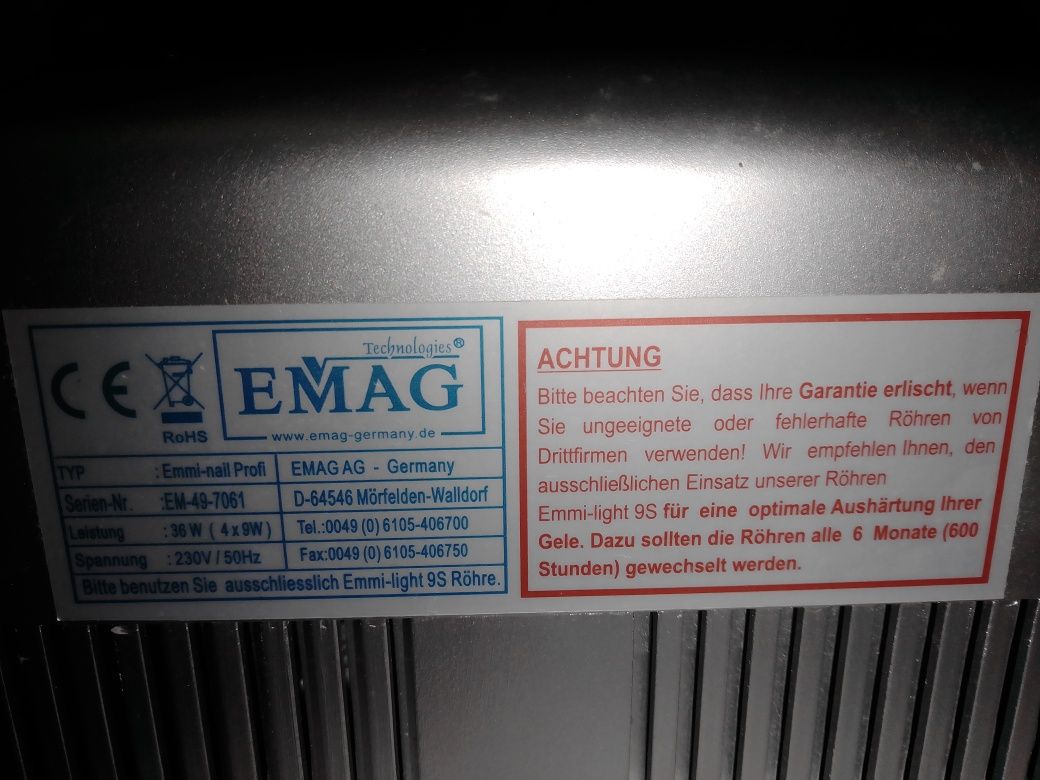 CE
RoHS
Technologies®
EMAG
www.emag-germany.de
TYP : Emmi-nail Profi
EMAG AG - Germany
Serien-Nr. :EM-49-7061
D-64546 Mörfelden-Walldorf
Leistung : 36 W ( 4 x 9W )
Tel.:0049 (0) 6105-406700
Spannung : 230V / 50Hz
Fax:0049 (0) 6105-406750
Bitte benutzen Sie ausschliesslich Emmi-light 9S Röhre.
ACHTUNG
Bitte beachten Sie, dass Ihre Garantie erlischt, wenn
Sie ungeeignete oder fehlerhafte Röhren von
Drittfirmen verwenden! Wir empfehlen Ihnen, den
ausschließlichen Einsatz unserer Röhren
Emmi-light 9S für eine optimale Aushärtung Ihrer
Gele. Dazu sollten die Röhren alle 6 Monate (600
Stunden) gewechselt werden.